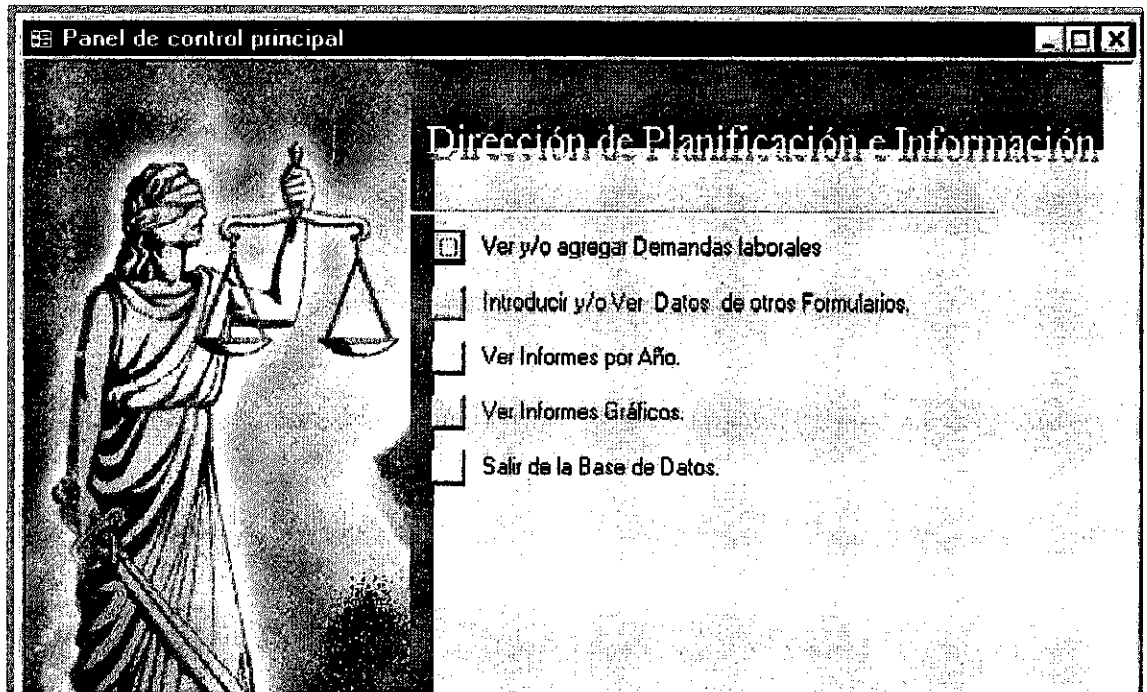 Panel de control principal
Dirección de Planificación e Información
Ver y/o agregar Demandas laborales
Introducir y/o Ver Datos de otros Formularios.
Ver Informes por Año.
Ver Informes Gráficos.
Salir de la Base de Datos.